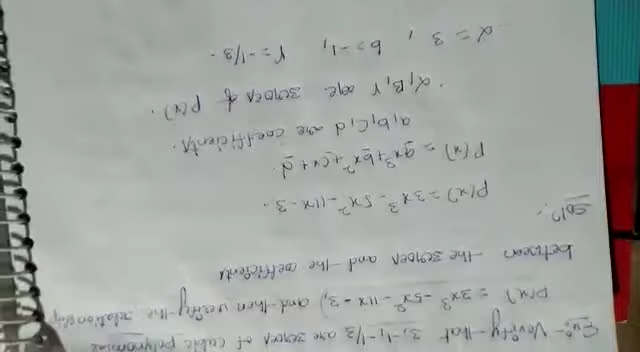 Ex:- Verify that 3, -1, -1/3 are zeroes of cubic polynomial
P(x) = 3x³ - 5x² - 11x - 3, and then verify the relationship
between the zeroes and the coefficients
Sol?:-
P(x) = 3x³ - 5x² - 11x - 3.
P(x) = ax³ + bx² + cx + d
a, b, c, d are coefficients.
α, β, γ are zeroes of P(x).
α = 3, b = -1, γ = -1/3.